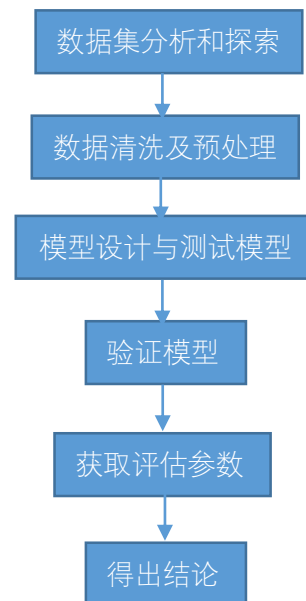 数据集分析和探索
数据清洗及预处理
模型设计与测试模型
验证模型
获取评估参数
得出结论